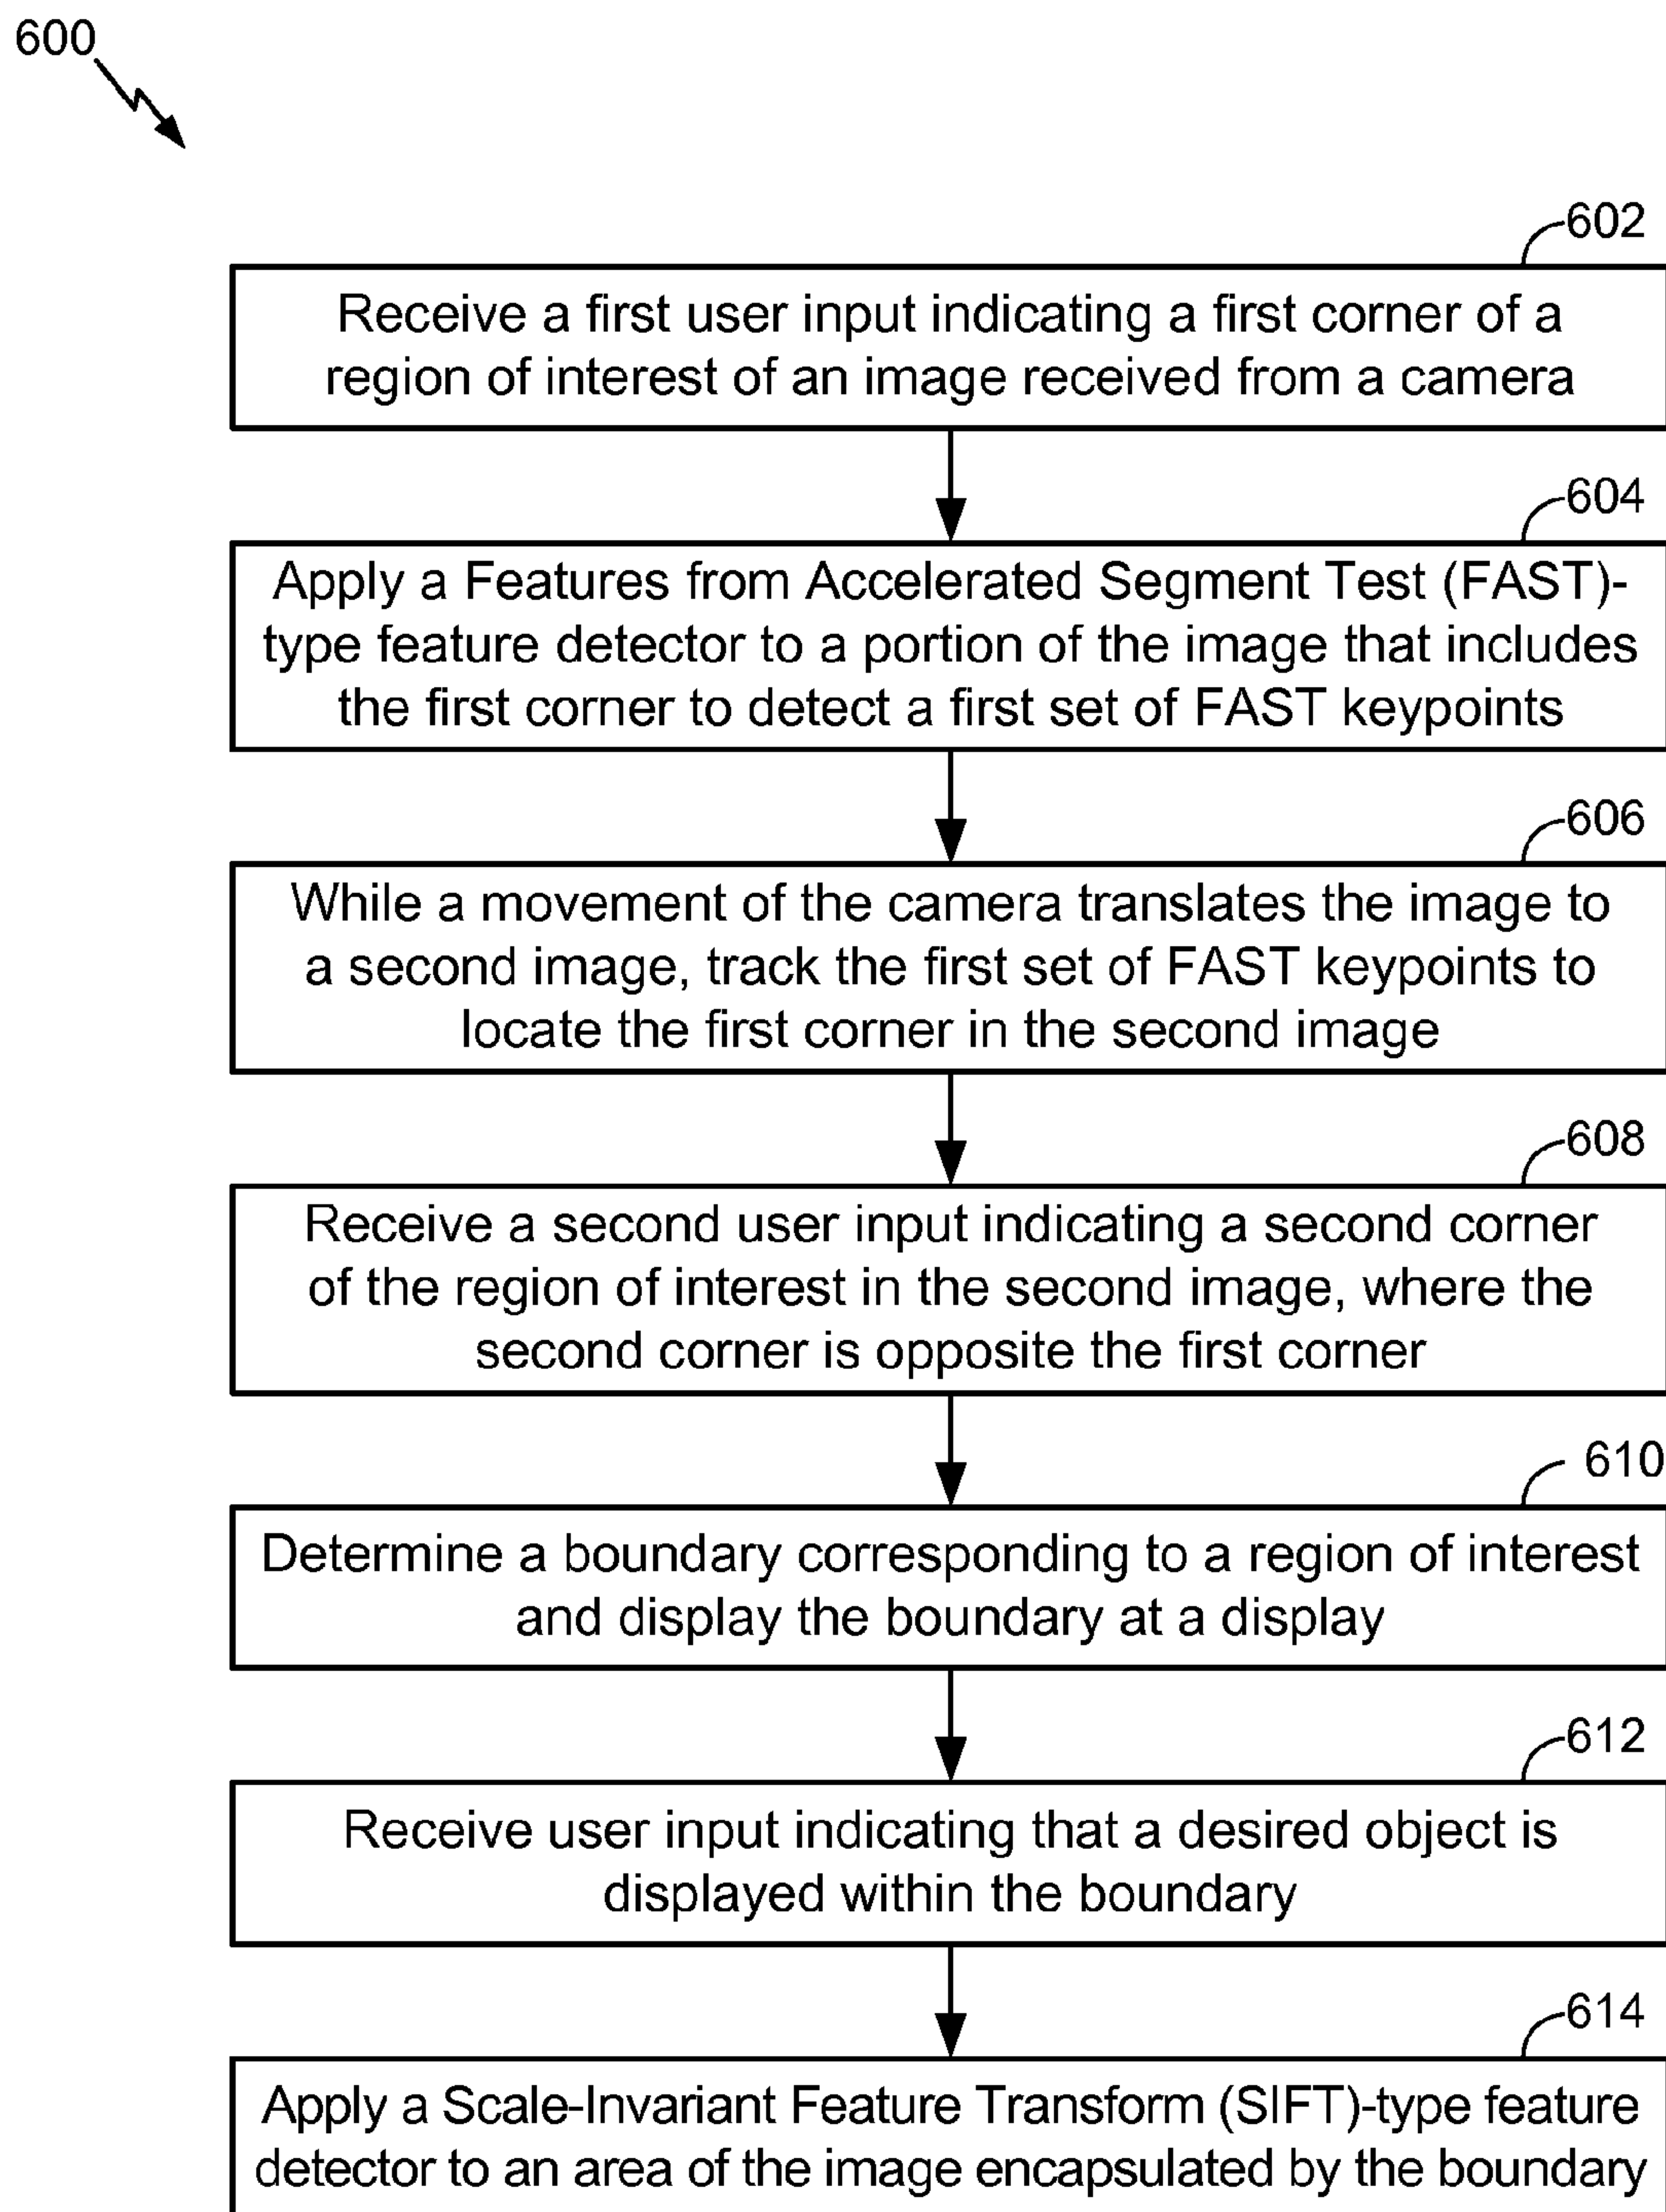 600
602
Receive a first user input indicating a first corner of a
region of interest of an image received from a camera
604
Apply a Features from Accelerated Segment Test (FAST)-
type feature detector to a portion of the image that includes
the first corner to detect a first set of FAST keypoints
606
While a movement of the camera translates the image to
a second image, track the first set of FAST keypoints to
locate the first corner in the second image
608
Receive a second user input indicating a second corner
of the region of interest in the second image, where the
second corner is opposite the first corner
610
Determine a boundary corresponding to a region of interest
and display the boundary at a display
612
Receive user input indicating that a desired object is
displayed within the boundary
614
Apply a Scale-Invariant Feature Transform (SIFT)-type feature
detector to an area of the image encapsulated by the boundary